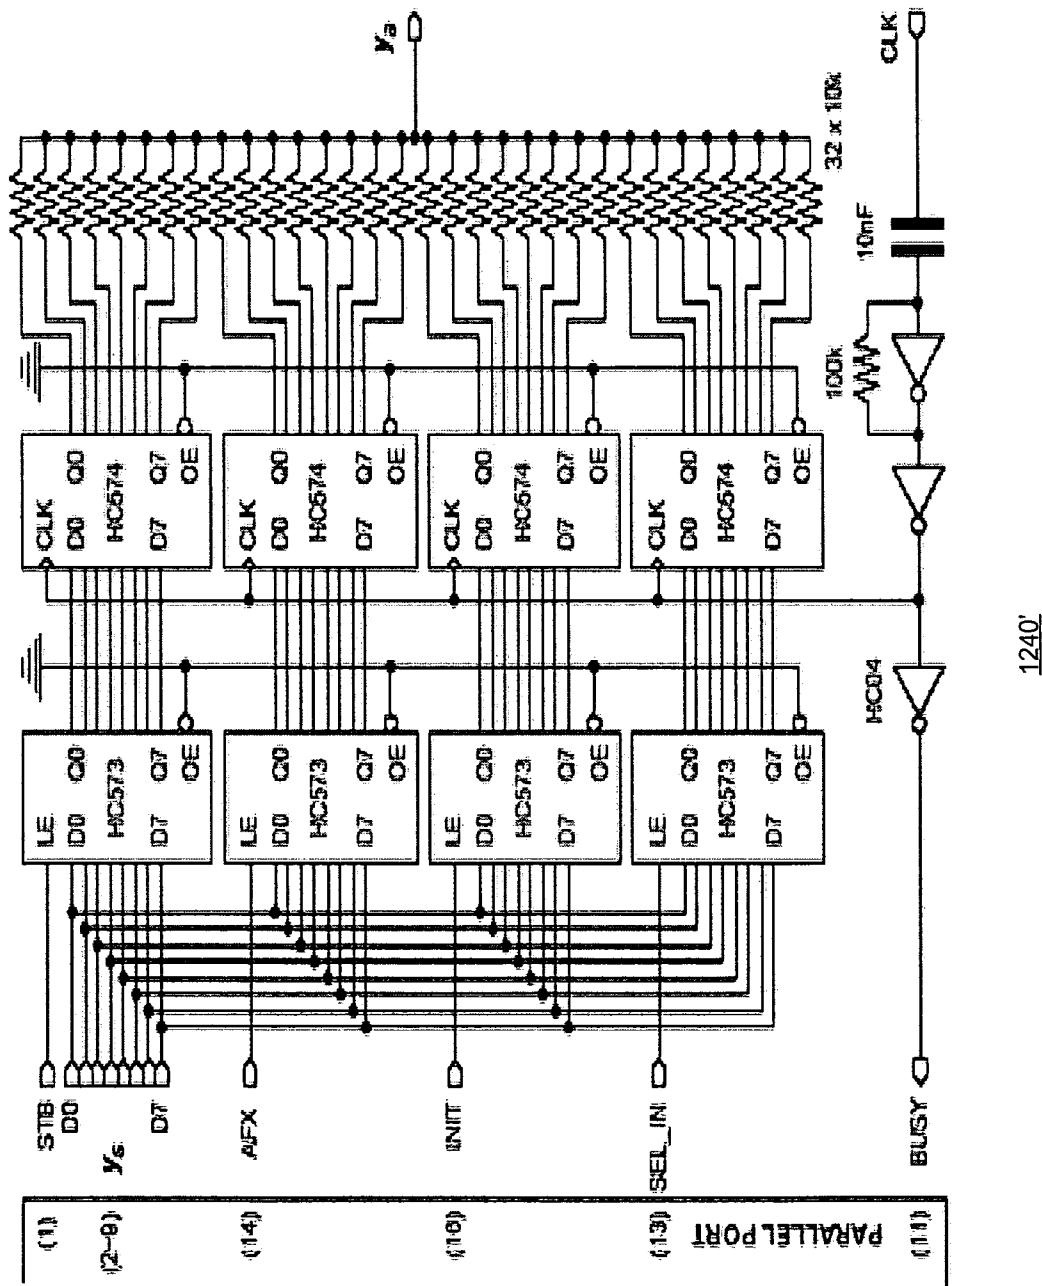 (1)
STB
LE
CLK
(2-9)
D0
ys
D7
D0 Q0
HC573
D7 Q7
OE
D0 Q0
HC574
D7 Q7
OE
(14)
AFX
LE
D0 Q0
HC573
D7 Q7
OE
CLK
D0 Q0
HC574
D7 Q7
OE
ya
(16)
INIT
LE
D0 Q0
HC573
D7 Q7
OE
CLK
D0 Q0
HC574
D7 Q7
OE
(13)
SEL_IN
LE
D0 Q0
HC573
D7 Q7
OE
CLK
D0 Q0
HC574
D7 Q7
OE
32 x 10k
PARALLEL PORT
(11)
BUSY
HC04
100k
10nF
CLK
1240'